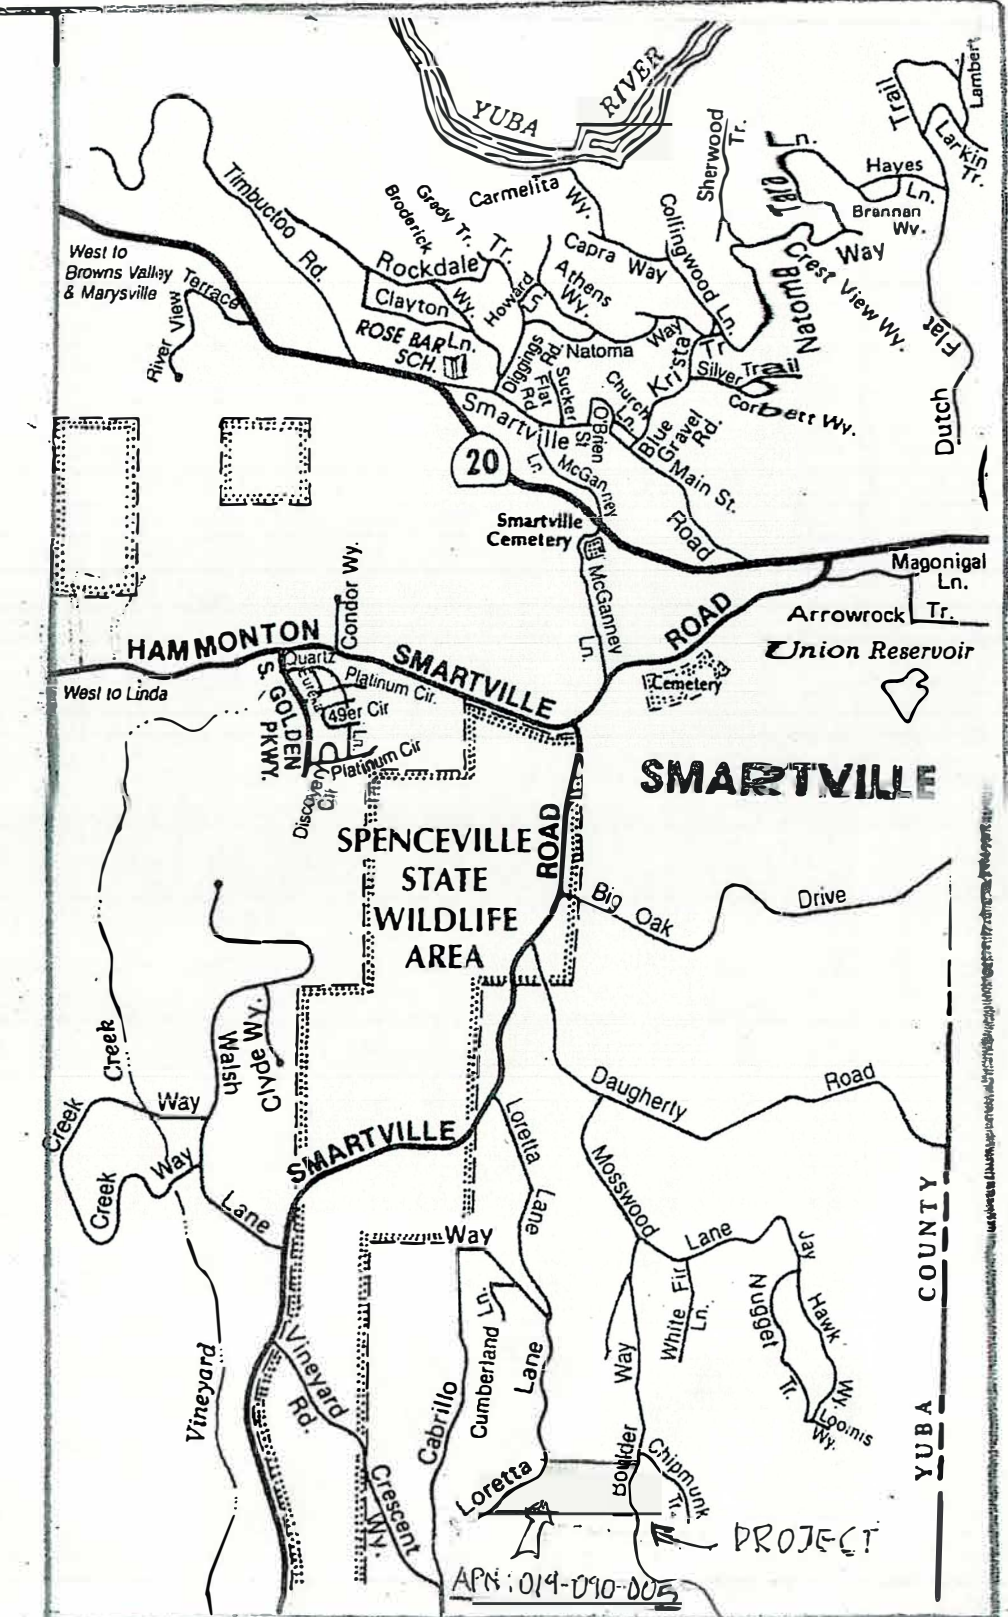 YUBA
RIVER
Trail
Lambert
Larkin
Tr.
Sherwood
Tr.
Tara
Ln.
Hayes
Ln.
Brannan
Wy.
Timbuctoo
Rd.
Broderick
Grady Tr.
Carmelita
Wy.
Collingwood Ln.
Way
Crest View Wy.
Natomba
West to
Browns Valley
& Marysville
Terrace
River View
Rockdale
Tr.
Clayton
Wy.
Howard
Ln.
Capra Way
Athens
Wy.
ROSE BAR
SCH.
Ln.
Diggings
Rd.
Natoma
Way
Krista
Tr
Silver Trail
Corbett Wy.
Flat
Dutch
Smartville
Flat
Rd
Sucker
O'Brien
St
Church
Ln.
Blue
Gravel
Rd.
Main St.
Road
20
Ln.
McGanney
Smartville
Cemetery
McGanney
Ln.
ROAD
Magonigal
Ln.
Arrowrock
Tr.
Union Reservoir
Cemetery
HAMMONTON
SMARTVILLE
Condor Wy.
West to Linda
Quartz
Eureka
Platinum Cir.
49er Cir
Ln.
Platinum Cir
Discovery
Cir
S. GOLDEN
PKWY.
SMARTVILLE
SPENCEVILLE
STATE
WILDLIFE
AREA
ROAD
Big Oak
Drive
Creek
Walsh
Clyde Wy.
Creek
Way
Creek
Way
Lane
SMARTVILLE
Daugherty
Road
Loretta
Lane
Mosswood
Lane
Way
Vineyard
Vineyard
Rd.
Cabrillo
Cumberland Ln.
Lane
Way
White Fir
Ln.
Nugget
Tr.
Jay
Hawk
Wy.
Loomis
Wy.
YUBA COUNTY
Crescent
Wy.
Loretta
Boulder
Chipmunk
Tr.
PROJECT
APN: 019-090-005